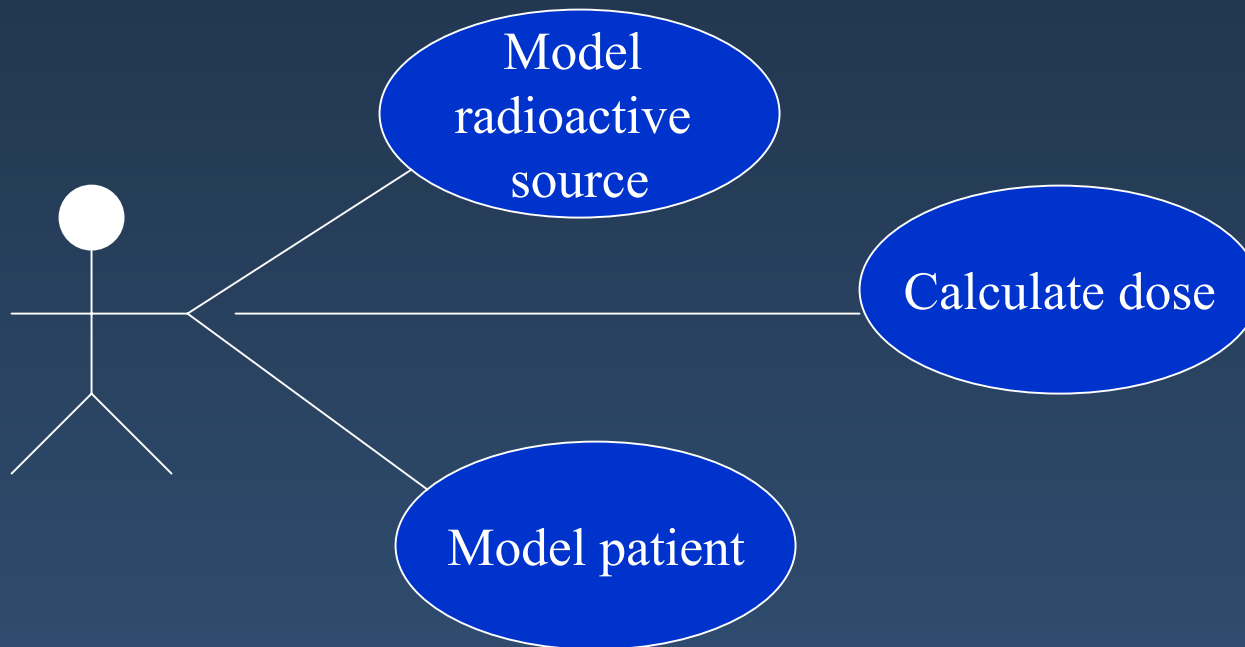 Model
radioactive
source
Calculate dose
Model patient